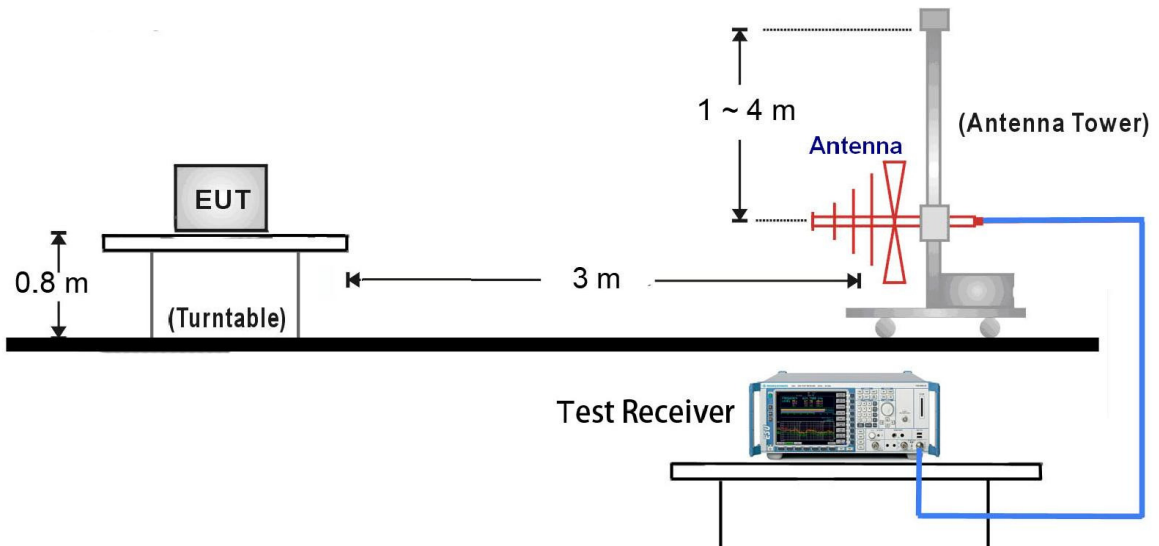 1 ~ 4 m
(Antenna Tower)
Antenna
EUT
0.8 m
3 m
(Turntable)
Test Receiver